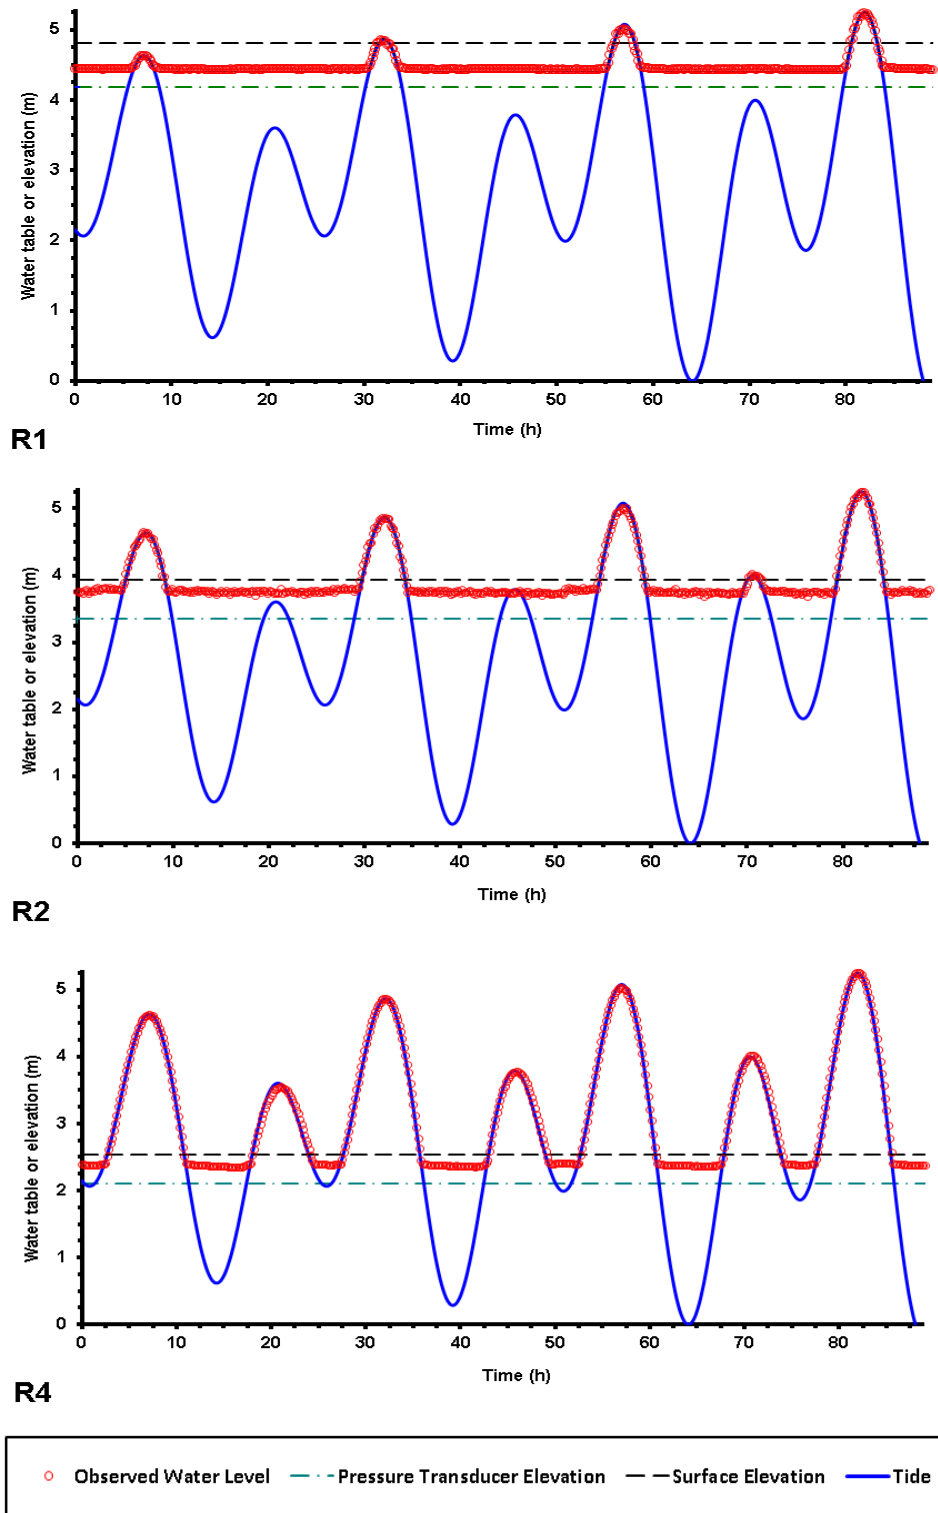 Water table or elevation (m)
5
4
3
2
1
0
0 10 20 30 40 50 60 70 80
Time (h)
R1
Water table or elevation (m)
5
4
3
2
1
0
0 10 20 30 40 50 60 70 80
Time (h)
R2
Water table or elevation (m)
5
4
3
2
1
0
0 10 20 30 40 50 60 70 80
Time (h)
R4
Observed Water Level Pressure Transducer Elevation Surface Elevation Tide